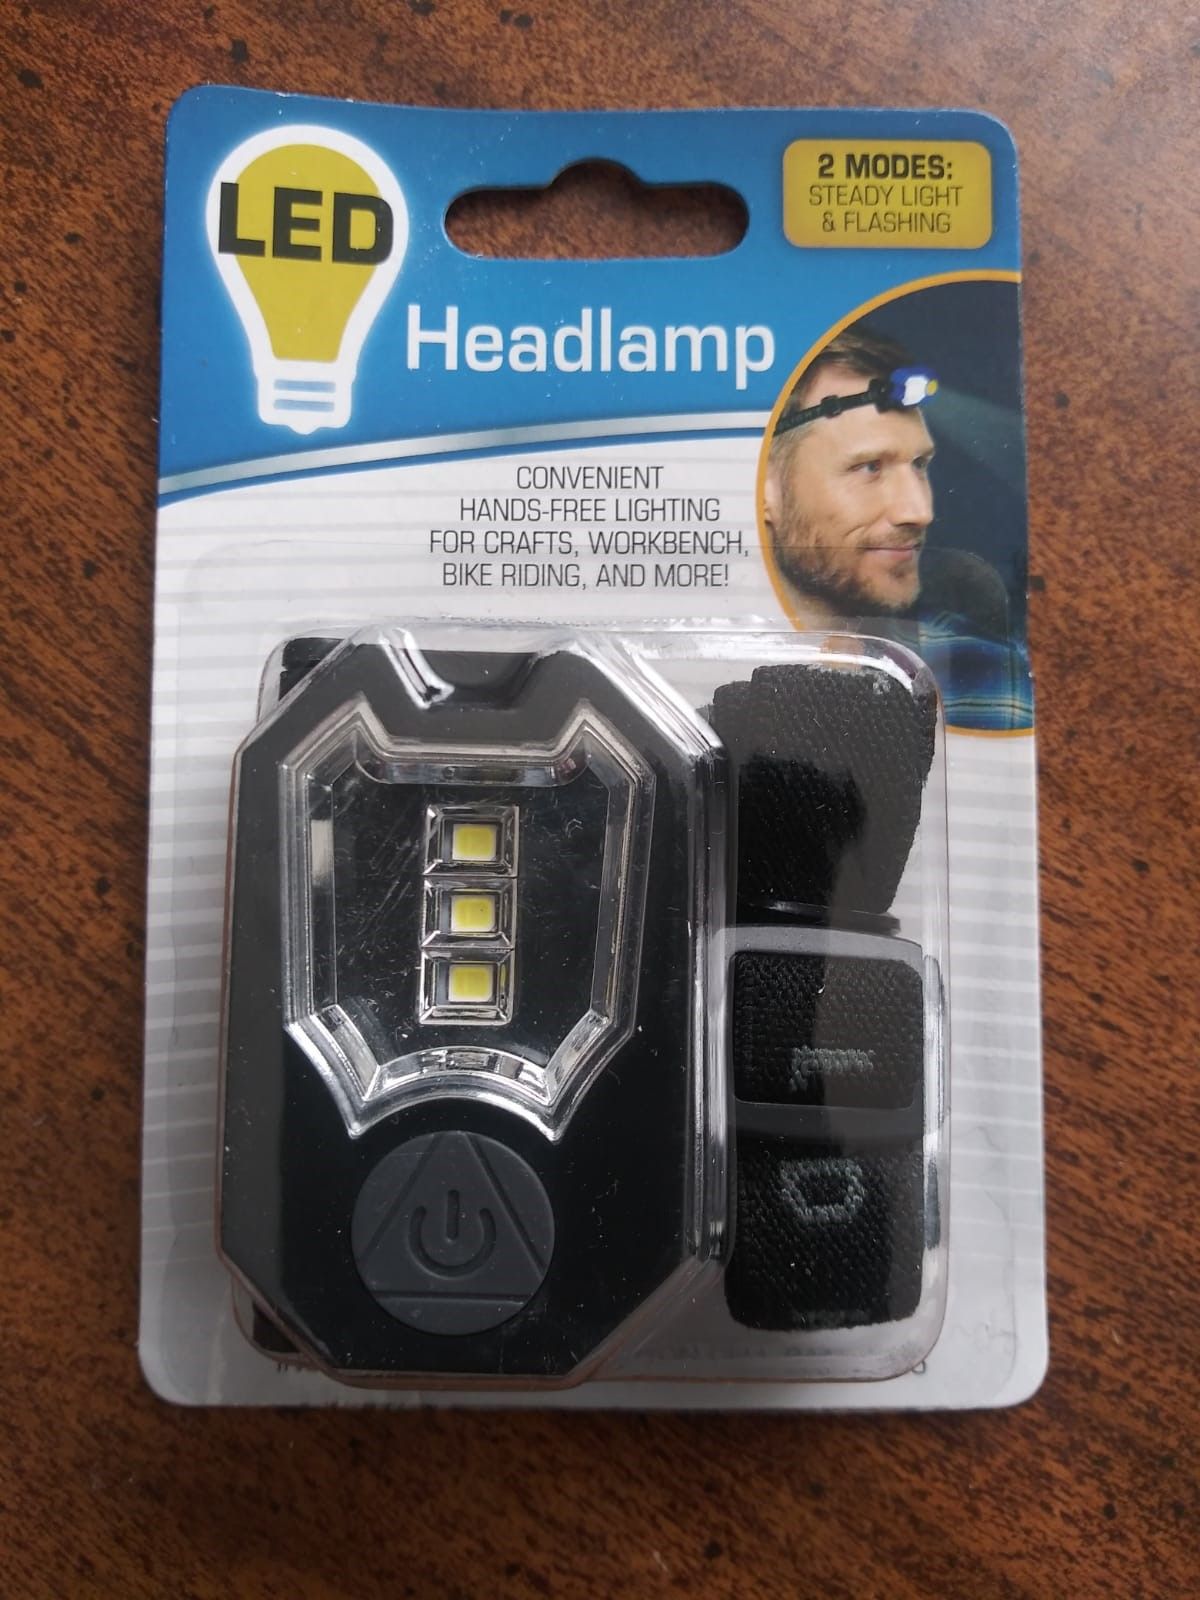 LED
Headlamp
2 MODES:
STEADY LIGHT
& FLASHING
CONVENIENT
HANDS-FREE LIGHTING
FOR CRAFTS, WORKBENCH,
BIKE RIDING, AND MORE!